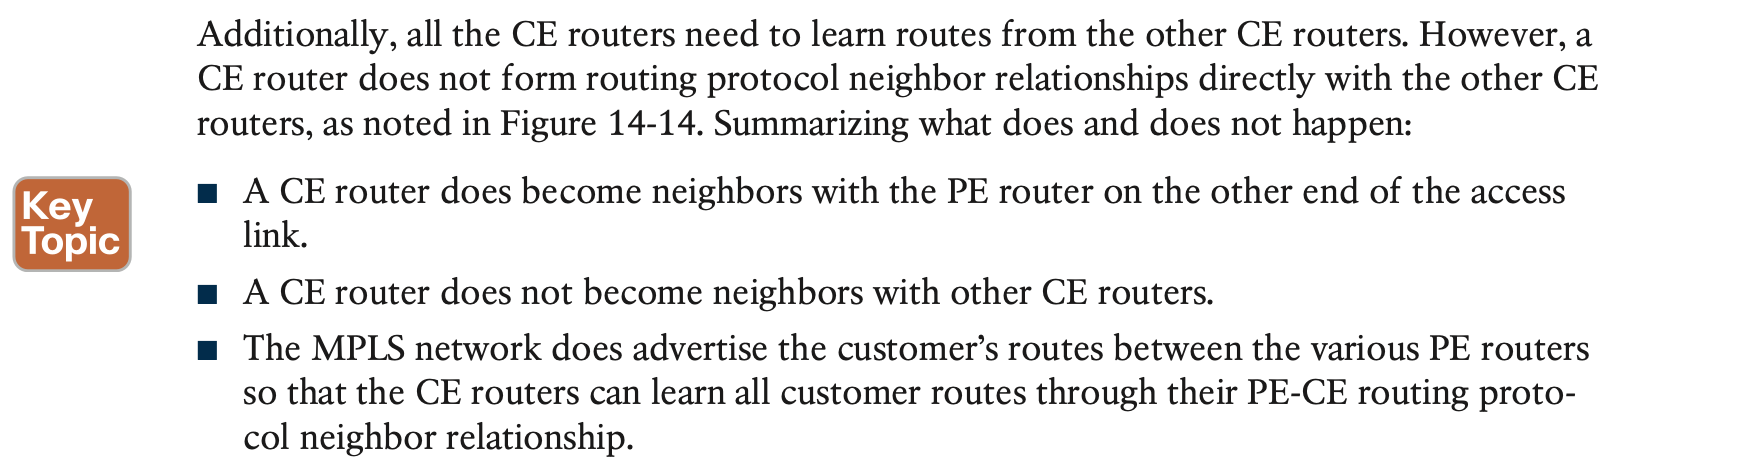 Additionally, all the CE routers need to learn routes from the other CE routers. However, a
CE router does not form routing protocol neighbor relationships directly with the other CE
routers, as noted in Figure 14-14. Summarizing what does and does not happen:
Key
Topic
■ A CE router does become neighbors with the PE router on the other end of the access
link.
■ A CE router does not become neighbors with other CE routers.
■ The MPLS network does advertise the customer’s routes between the various PE routers
so that the CE routers can learn all customer routes through their PE-CE routing proto-
col neighbor relationship.